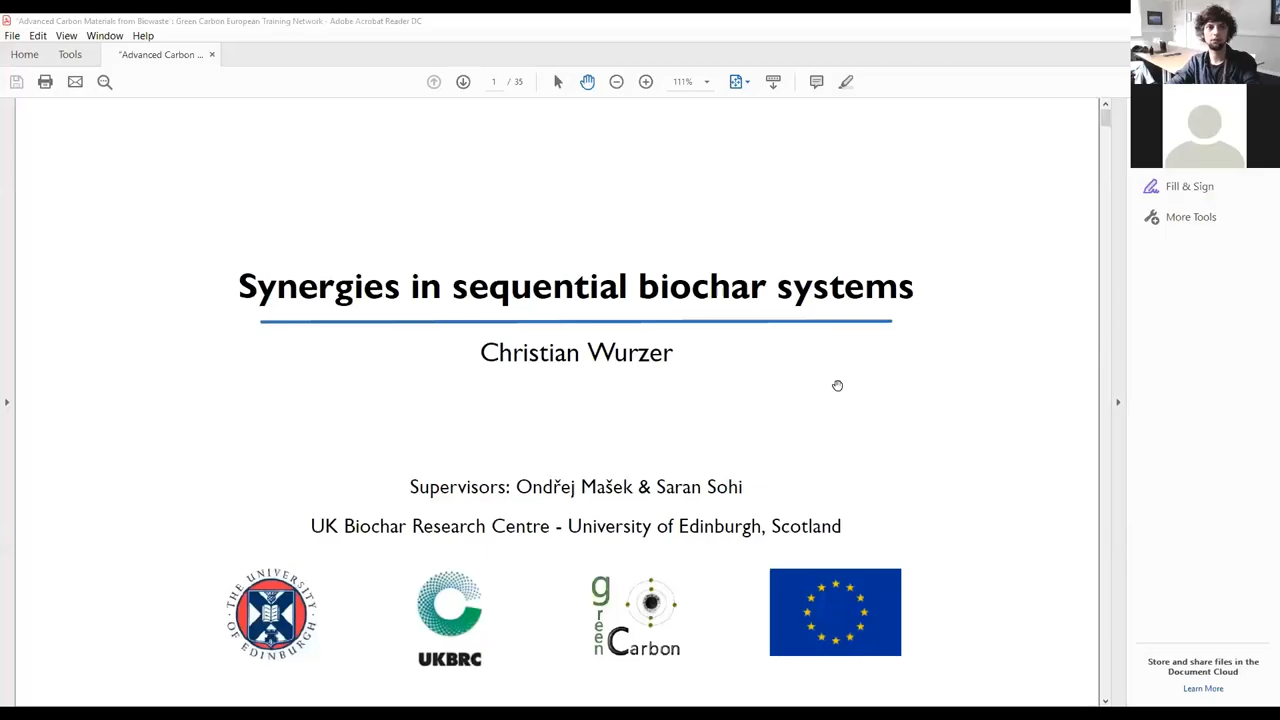 "Advanced Carbon Materials from Biowaste": Green Carbon European Training Network - Adobe Acrobat Reader DC
File Edit View Window Help
Home Tools "Advanced Carbon ... ×
1 / 35 111%
Fill & Sign
More Tools
Synergies in sequential biochar systems
Christian Wurzer
Supervisors: Ondřej Mašek & Saran Sohi
UK Biochar Research Centre - University of Edinburgh, Scotland
THE UNIVERSITY OF EDINBURGH
UKBRC
green Carbon
Store and share files in the
Document Cloud
Learn More